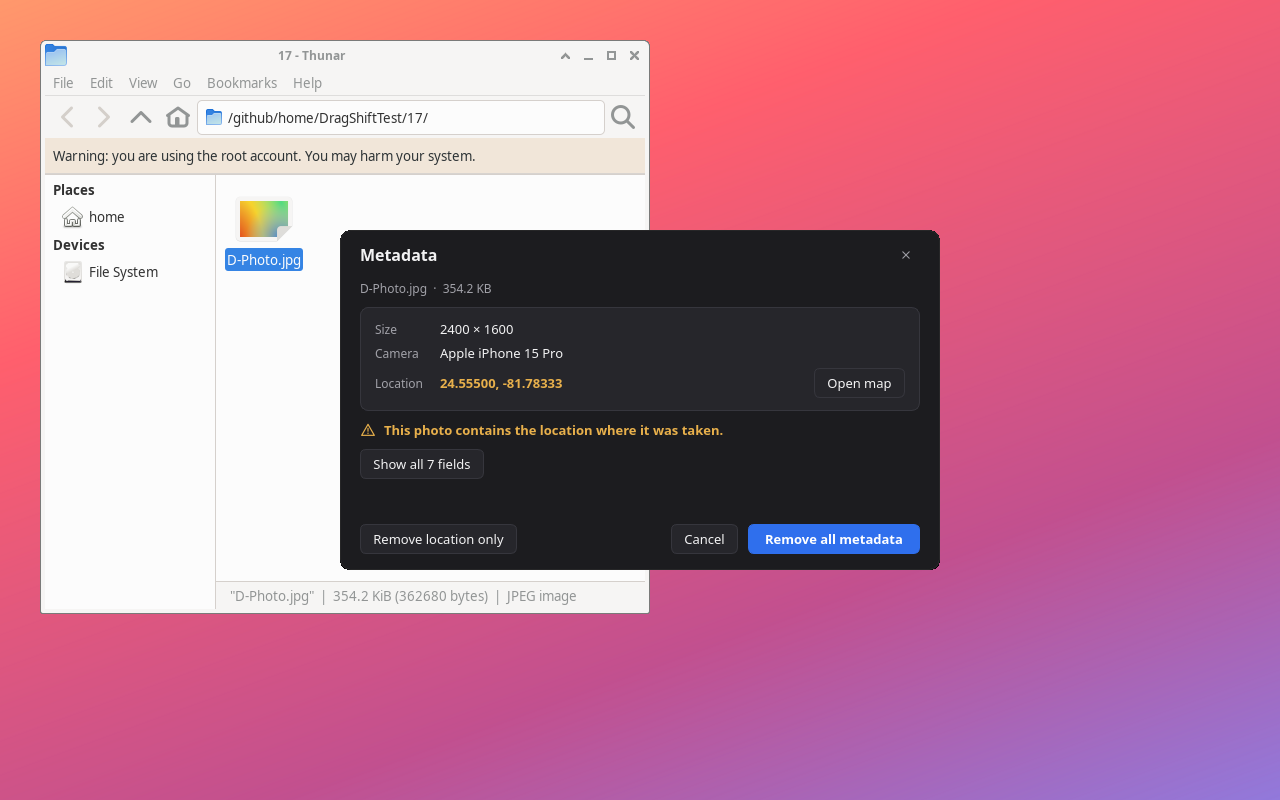 17 - Thunar
File Edit View Go Bookmarks Help
/github/home/DragShiftTest/17/
Warning: you are using the root account. You may harm your system.
Places
home
Devices
File System
D-Photo.jpg
"D-Photo.jpg" | 354.2 KiB (362680 bytes) | JPEG image
Metadata
D-Photo.jpg · 354.2 KB
Size 2400 × 1600
Camera Apple iPhone 15 Pro
Location 24.55500, -81.78333 Open map
This photo contains the location where it was taken.
Show all 7 fields
Remove location only Cancel Remove all metadata